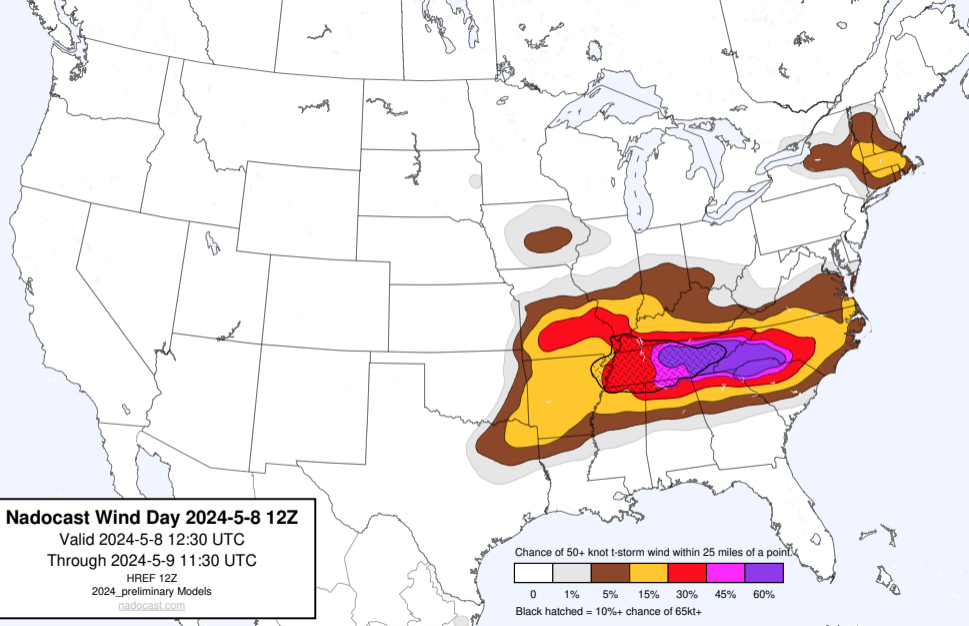 Nadocast Wind Day 2024-5-8 12Z
Valid 2024-5-8 12:30 UTC
Through 2024-5-9 11:30 UTC
HREF 12Z
2024_preliminary Models
nadocast.com
Chance of 50+ knot t-storm wind within 25 miles of a point.
0 1% 5% 15% 30% 45% 60%
Black hatched = 10%+ chance of 65kt+